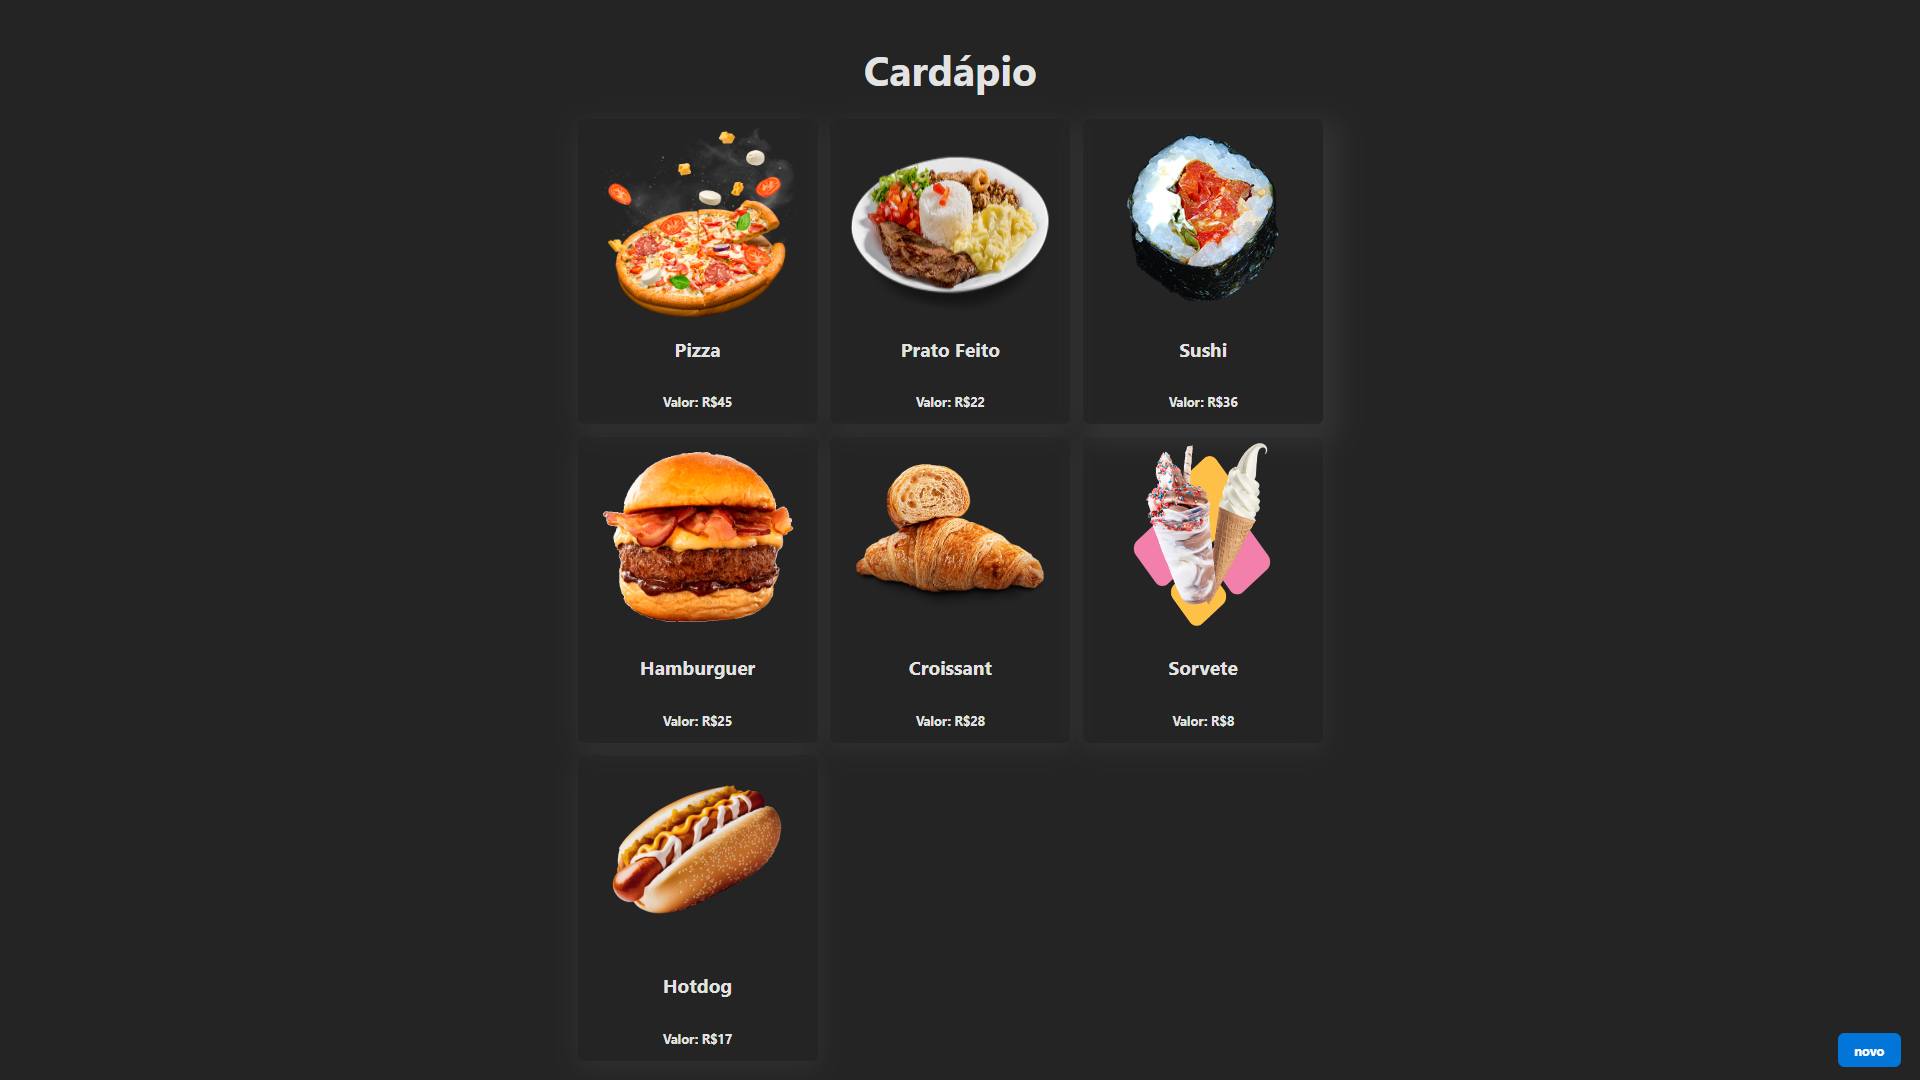 Cardápio
Pizza
Valor: R$45
Prato Feito
Valor: R$22
Sushi
Valor: R$36
Hamburguer
Valor: R$25
Croissant
Valor: R$28
Sorvete
Valor: R$8
Hotdog
Valor: R$17
novo